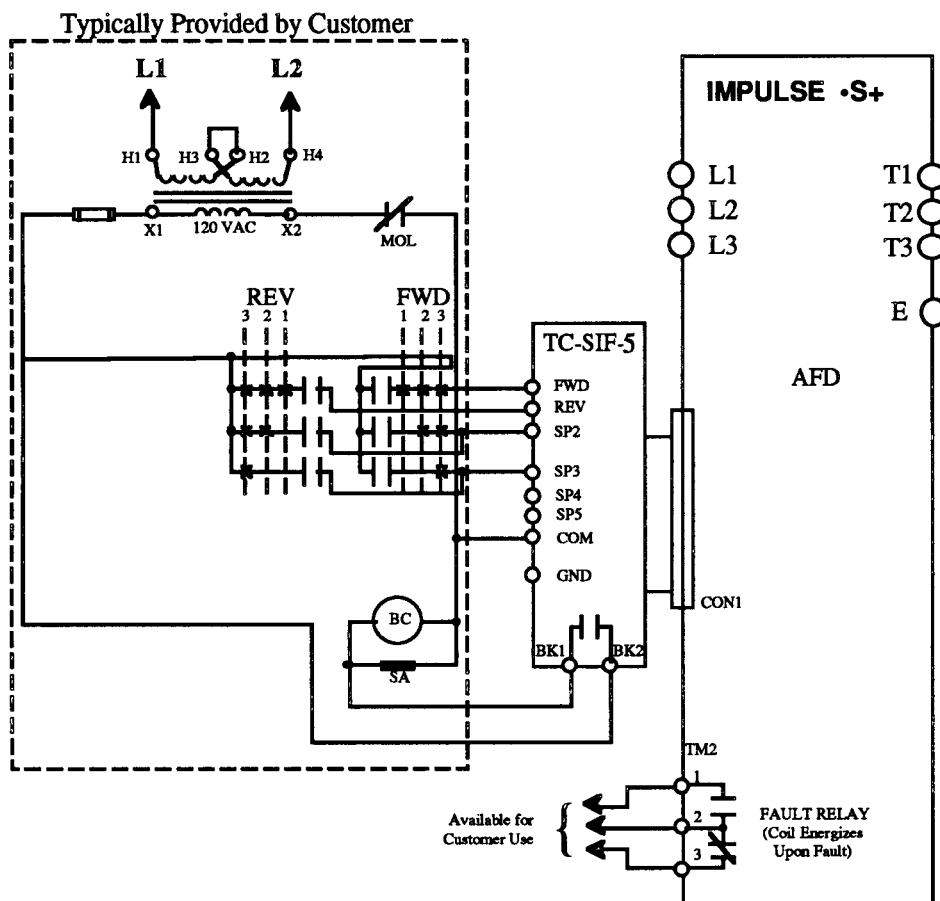 Typically Provided by Customer
L1 L2
H1 H3 H2 H4
X1 120 VAC X2
MOL
REV FWD
3 2 1 1 2 3
BC
SA
TC-SIF-5
FWD
REV
SP2
SP3
SP4
SP5
COM
GND
BK1 BK2
IMPULSE •S+
L1 T1
L2 T2
L3 T3
E
AFD
CON1
TM2
1
2
3
Available for
Customer Use
FAULT RELAY
(Coil Energizes
Upon Fault)